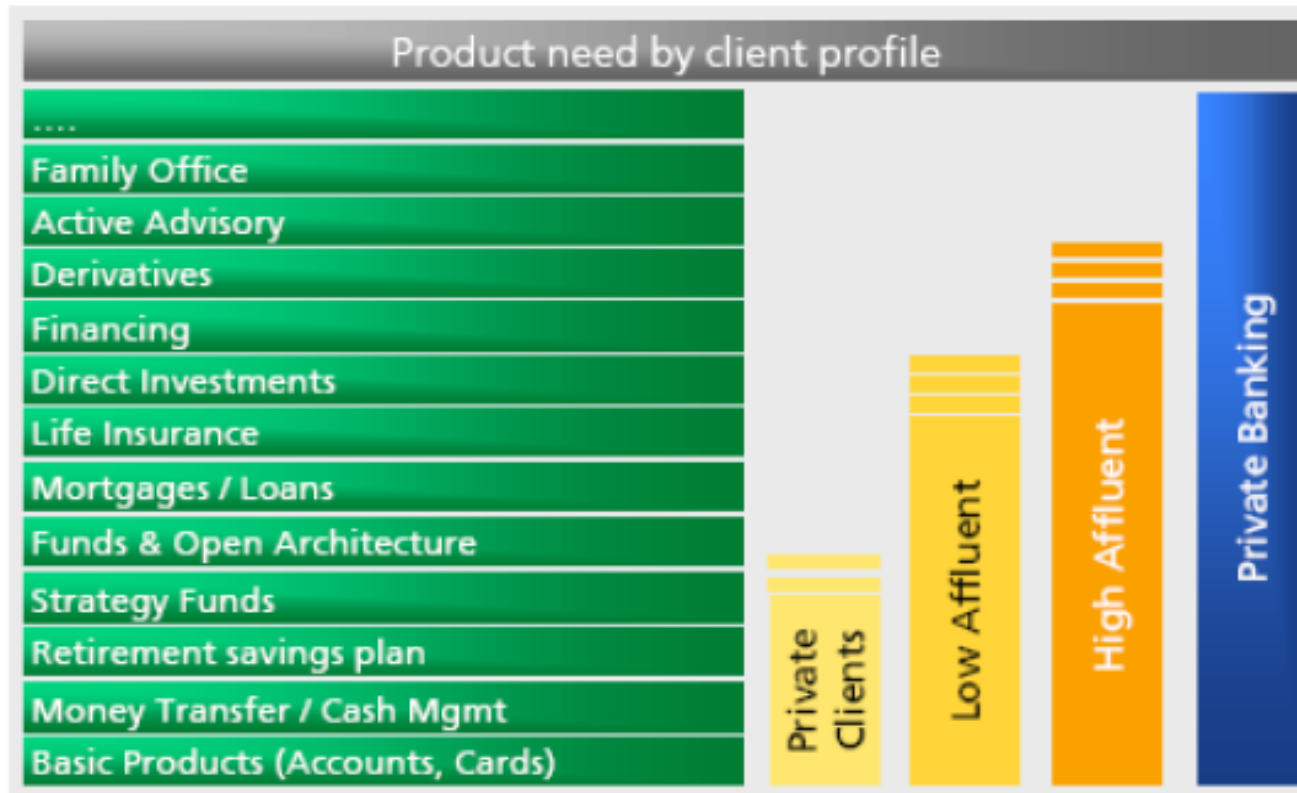 Product need by client profile
....
Family Office
Active Advisory
Derivatives
Financing
Direct Investments
Life Insurance
Mortgages / Loans
Funds & Open Architecture
Strategy Funds
Retirement savings plan
Money Transfer / Cash Mgmt
Basic Products (Accounts, Cards)
Private
Clients
Low Affluent
High Affluent
Private Banking